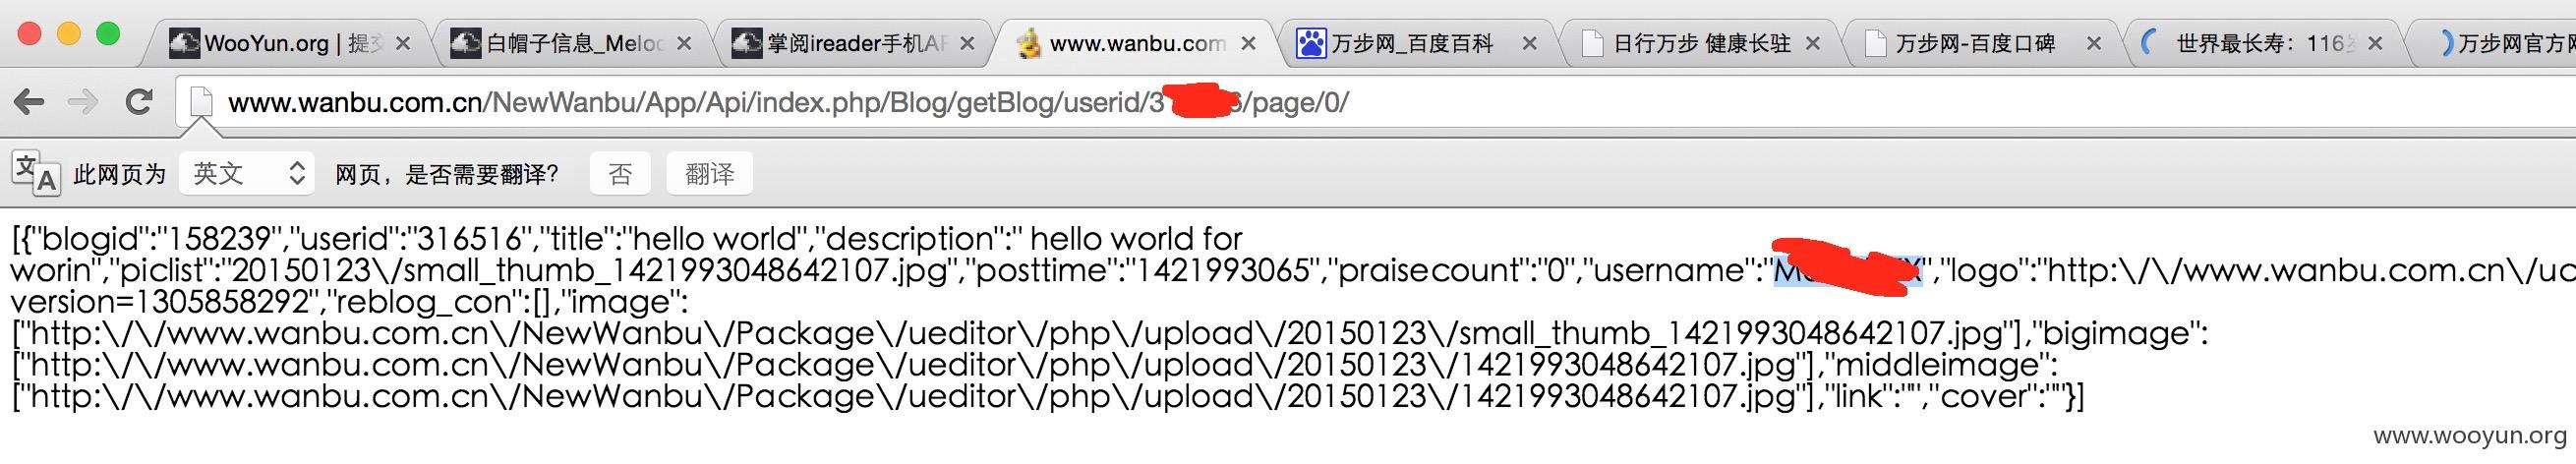 WooYun.org | 提交
白帽子信息_Meloc
掌阅ireader手机AP
www.wanbu.com
万步网_百度百科
日行万步 健康长驻
万步网-百度口碑
世界最长寿：116岁
万步网官方网
www.wanbu.com.cn/NewWanbu/App/Api/index.php/Blog/getBlog/userid/3 6/page/0/
文A 此网页为 英文 网页，是否需要翻译？ 否 翻译
[{"blogid":"158239","userid":"316516","title":"hello world","description":" hello world for
worin","piclist":"20150123\/small_thumb_1421993048642107.jpg","posttime":"1421993065","praisecount":"0","username":"M X","logo":"http:\/\/www.wanbu.com.cn\/uc
version=1305858292","reblog_con":[],"image":
["http:\/\/www.wanbu.com.cn\/NewWanbu\/Package\/ueditor\/php\/upload\/20150123\/small_thumb_1421993048642107.jpg"],"bigimage":
["http:\/\/www.wanbu.com.cn\/NewWanbu\/Package\/ueditor\/php\/upload\/20150123\/1421993048642107.jpg"],"middleimage":
["http:\/\/www.wanbu.com.cn\/NewWanbu\/Package\/ueditor\/php\/upload\/20150123\/1421993048642107.jpg"],"link":"","cover":""}]
www.wooyun.org